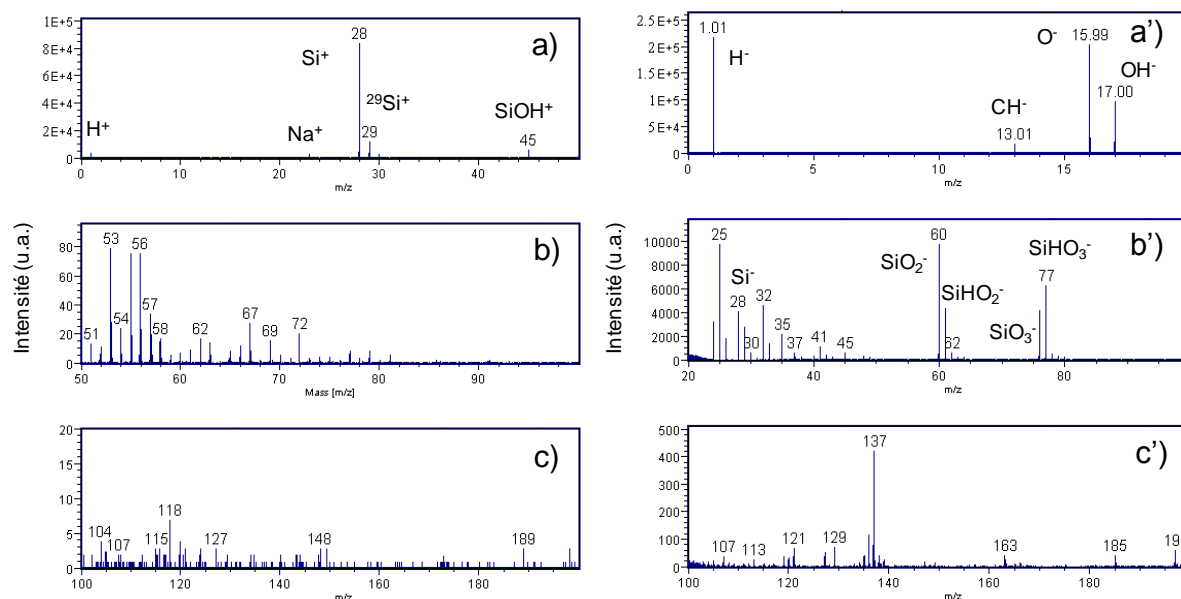 a)
1E+5
8E+4
6E+4
4E+4
2E+4
0
28
Si+
29Si+
SiOH+
H+
Na+
29
45
0 20 40 60 80
m/z
a')
2.5E+5
2E+5
1.5E+5
1E+5
5E+4
0
1.01
H-
O-
15.99
OH-
17.00
CH-
13.01
0 5 10 15
m/z
Intensité (u.a.)
b)
80
60
40
20
0
53
56
57
51
54
58
62
67
69
72
50 60 70 80 90
Mass [m/z]
Intensité (u.a.)
b')
10000
8000
6000
4000
2000
0
25
60
SiO2-
Si-
SiHO3-
77
28
32
SiHO2-
35
SiO3-
30
37
41
45
62
20 40 60 80
m/z
c)
20
15
10
5
0
118
104
107
115
127
148
189
100 120 140 160 180
m/z
c')
500
400
300
200
100
0
137
107
113
121
129
163
185
19
100 120 140 160 180
m/z